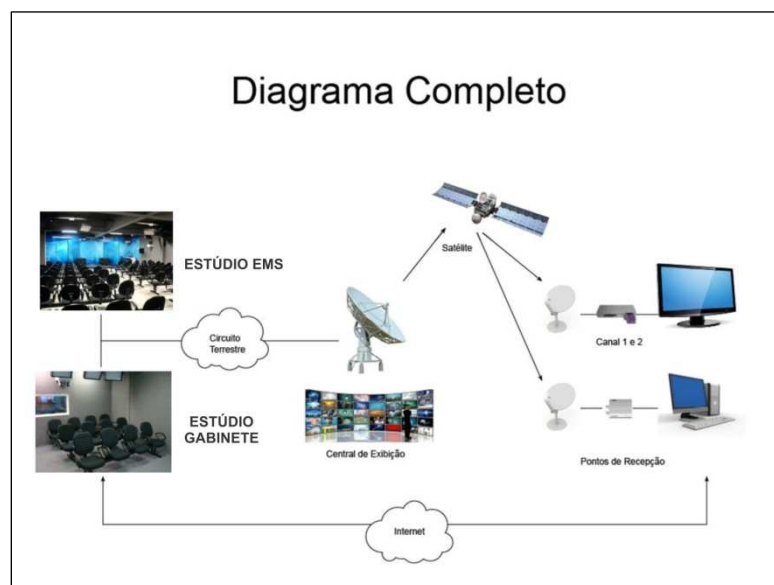 Diagrama Completo
ESTÚDIO EMS
Satélite
Circuito
Terrestre
Canal 1 e 2
ESTÚDIO
GABINETE
Central de Exibição
Pontos de Recepção
Internet